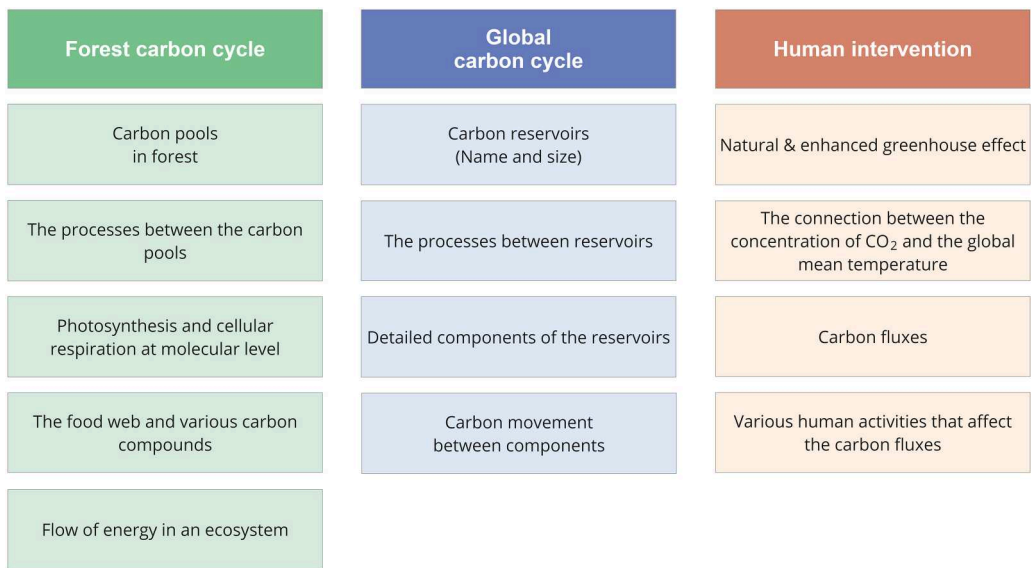 Forest carbon cycle
Carbon pools
in forest
The processes between the carbon
pools
Photosynthesis and cellular
respiration at molecular level
The food web and various carbon
compounds
Flow of energy in an ecosystem
Global
carbon cycle
Carbon reservoirs
(Name and size)
The processes between reservoirs
Detailed components of the reservoirs
Carbon movement
between components
Human intervention
Natural & enhanced greenhouse effect
The connection between the
concentration of CO₂ and the global
mean temperature
Carbon fluxes
Various human activities that affect
the carbon fluxes